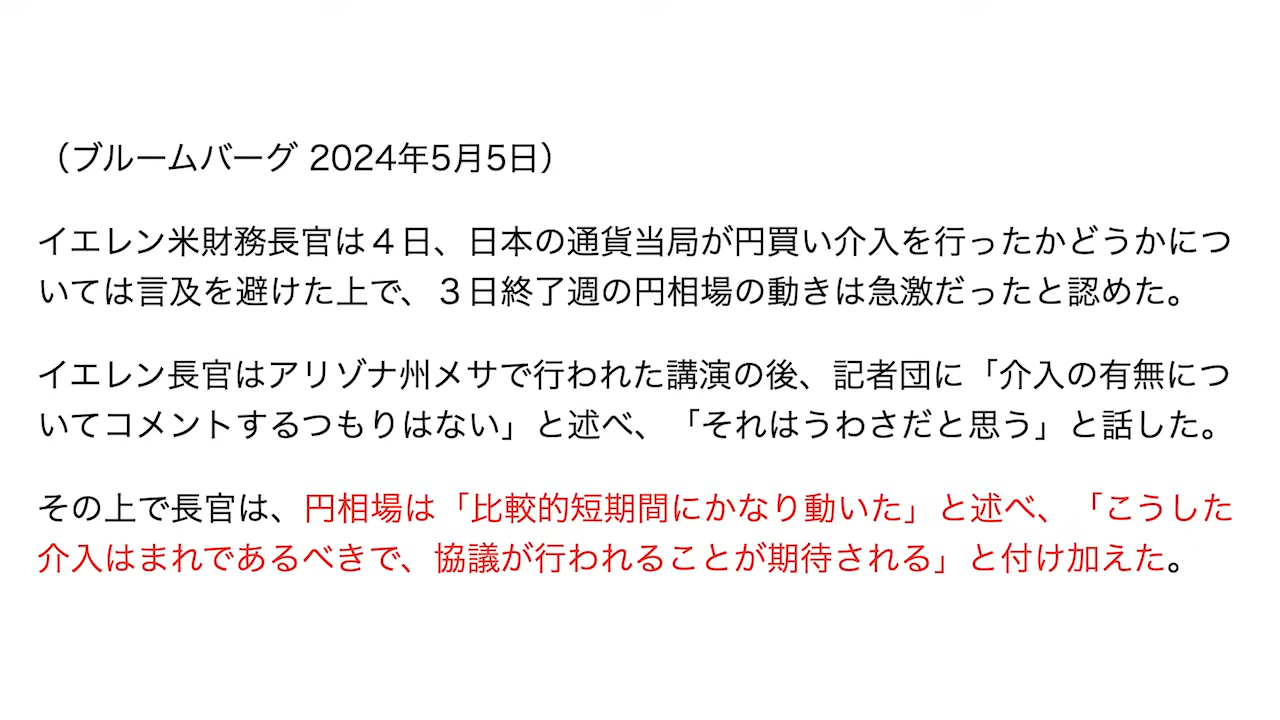 （ブルームバーグ 2024年5月5日）
イエレン米財務長官は４日、日本の通貨当局が円買い介入を行ったかどうかにつ
いては言及を避けた上で、３日終了週の円相場の動きは急激だったと認めた。
イエレン長官はアリゾナ州メサで行われた講演の後、記者団に「介入の有無につ
いてコメントするつもりはない」と述べ、「それはうわさだと思う」と話した。
その上で長官は、円相場は「比較的短期間にかなり動いた」と述べ、「こうした
介入はまれであるべきで、協議が行われることが期待される」と付け加えた。